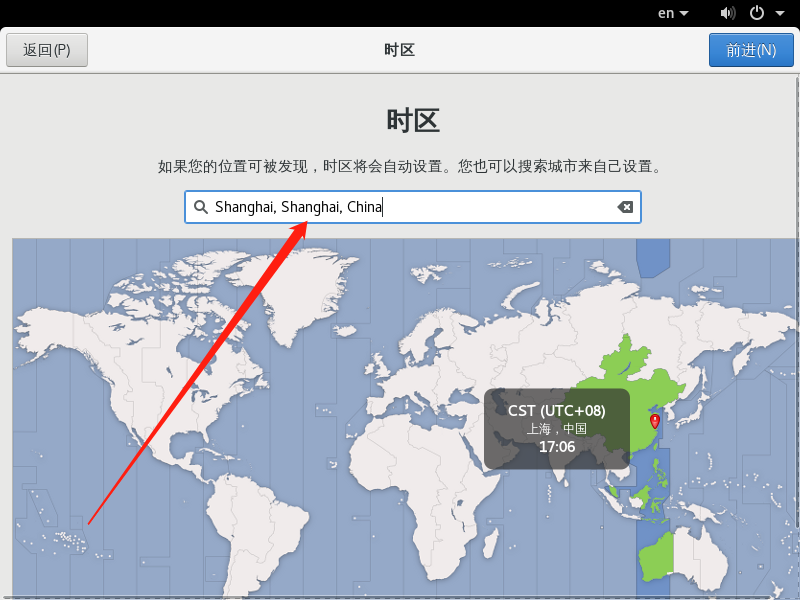 en
返回(P)
时区
前进(N)
时区
如果您的位置可被发现，时区将会自动设置。您也可以搜索城市来自己设置。
Shanghai, Shanghai, China
CST (UTC+08)
上海，中国
17:06